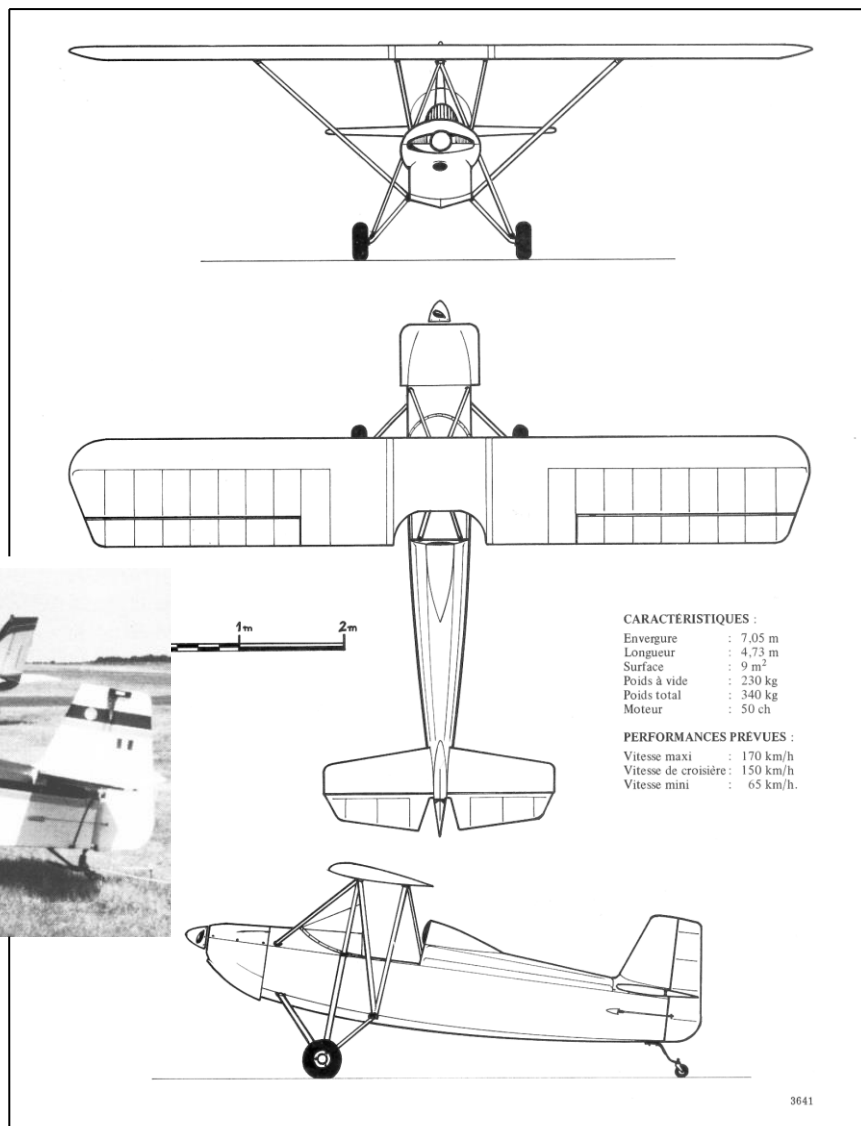 1m 2m
CARACTÉRISTIQUES :
Envergure : 7,05 m
Longueur : 4,73 m
Surface : 9 m²
Poids à vide : 230 kg
Poids total : 340 kg
Moteur : 50 ch
PERFORMANCES PRÉVUES :
Vitesse maxi : 170 km/h
Vitesse de croisière : 150 km/h
Vitesse mini : 65 km/h.
3641